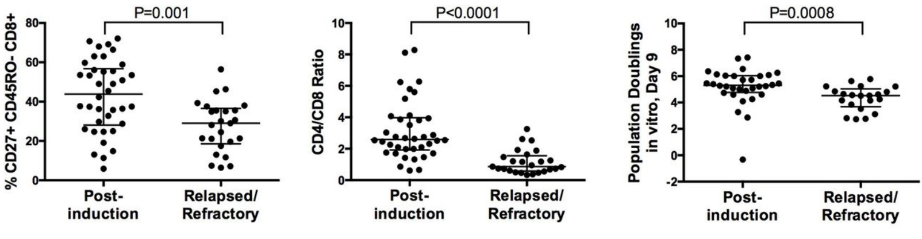 P=0.001
% CD27+ CD45RO- CD8+
80
60
40
20
0
Post-
induction
Relapsed/
Refractory
P<0.0001
CD4/CD8 Ratio
10
8
6
4
2
0
Post-
induction
Relapsed/
Refractory
P=0.0008
Population Doublings
in vitro, Day 9
10
8
6
4
2
0
-2
Post-
induction
Relapsed/
Refractory